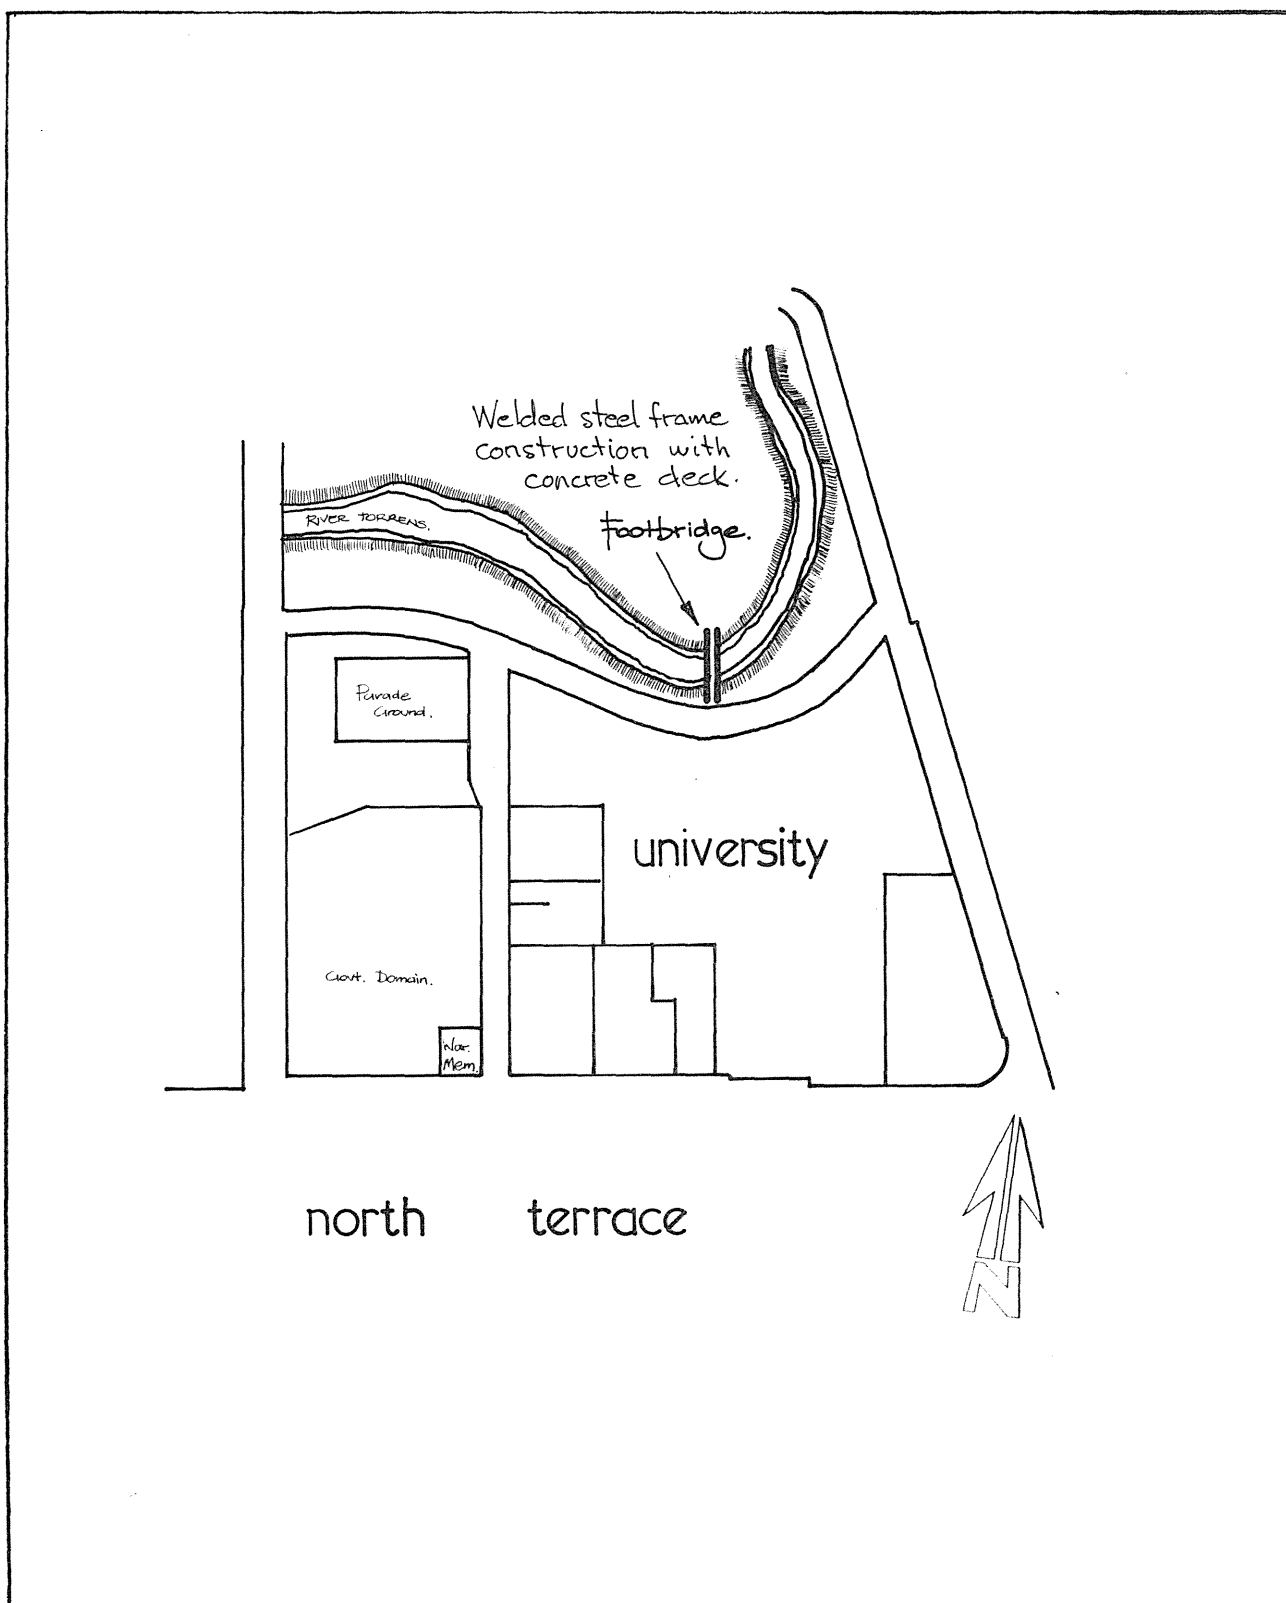 Welded steel frame
construction with
concrete deck.
Footbridge.
RIVER TORRENS.
Parade
Ground.
university
Govt. Domain.
War.
Mem.
north terrace
N